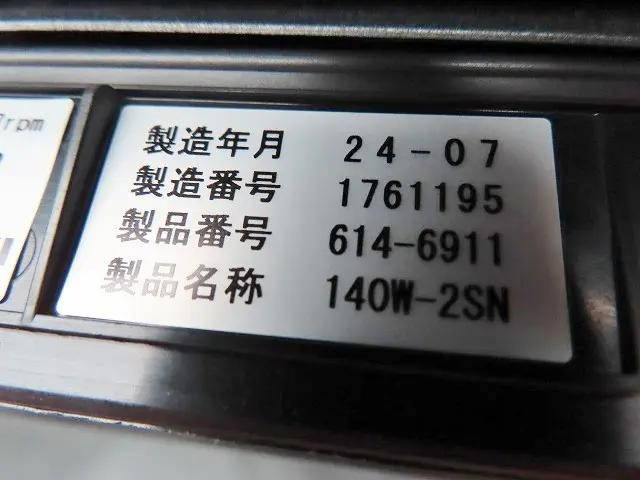 rpm
製造年月 24-07
製造番号 1761195
製品番号 614-6911
製品名称 140W-2SN